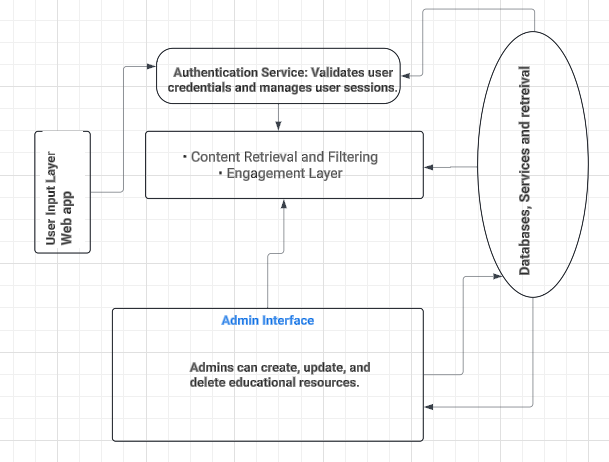 Authentication Service: Validates user
credentials and manages user sessions.
• Content Retrieval and Filtering
• Engagement Layer
User Input Layer
Web app
Databases, Services and retreival
Admin Interface
Admins can create, update, and
delete educational resources.